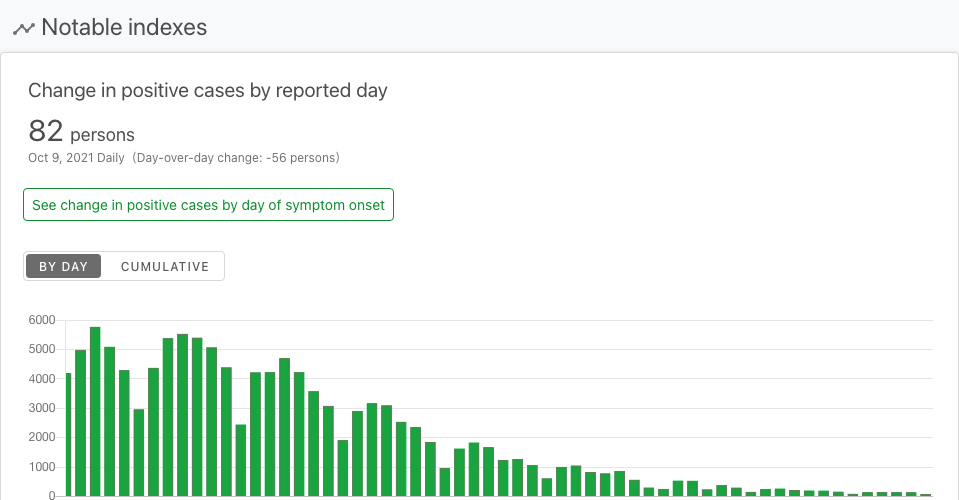 Notable indexes
Change in positive cases by reported day
82 persons
Oct 9, 2021 Daily (Day-over-day change: -56 persons)
See change in positive cases by day of symptom onset
BY DAY CUMULATIVE
6000
5000
4000
3000
2000
1000
0